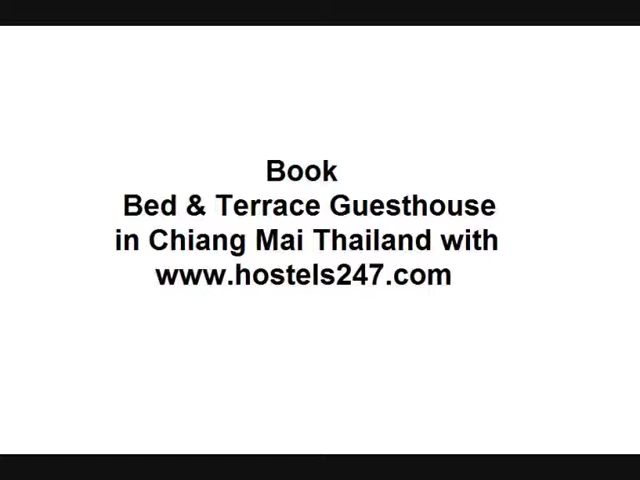 Book
Bed & Terrace Guesthouse
in Chiang Mai Thailand with
www.hostels247.com